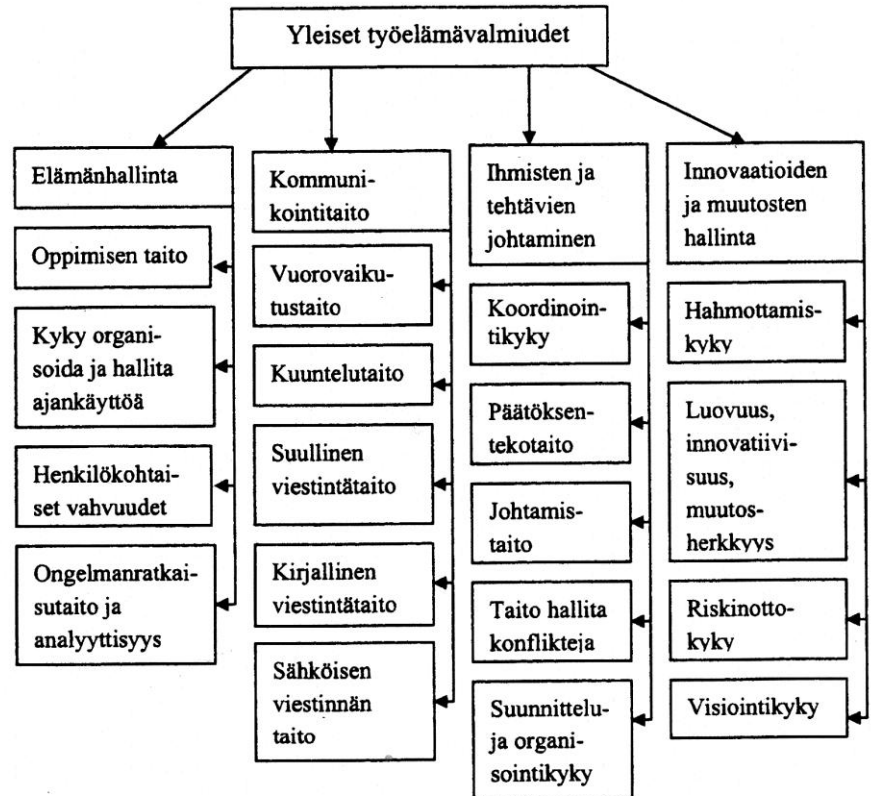 Yleiset työelämävalmiudet
Elämänhallinta
Oppimisen taito
Kyky organi-
soida ja hallita
ajankäyttöä
Henkilökohtai-
set vahvuudet
Ongelmanratkai-
sutaito ja
analyyttisyys
Kommuni-
kointitaito
Vuorovaiku-
tustaito
Kuuntelutaito
Suullinen
viestintätaito
Kirjallinen
viestintätaito
Sähköisen
viestinnän
taito
Ihmisten ja
tehtävien
johtaminen
Koordinoin-
tikyky
Päätöksen-
tekotaito
Johtamis-
taito
Taito hallita
konflikteja
Suunnittelu-
ja organi-
sointikyky
Innovaatioiden
ja muutosten
hallinta
Hahmottamis-
kyky
Luovuus,
innovatiivi-
suus,
muutos-
herkkyys
Riskinotto-
kyky
Visiointikyky